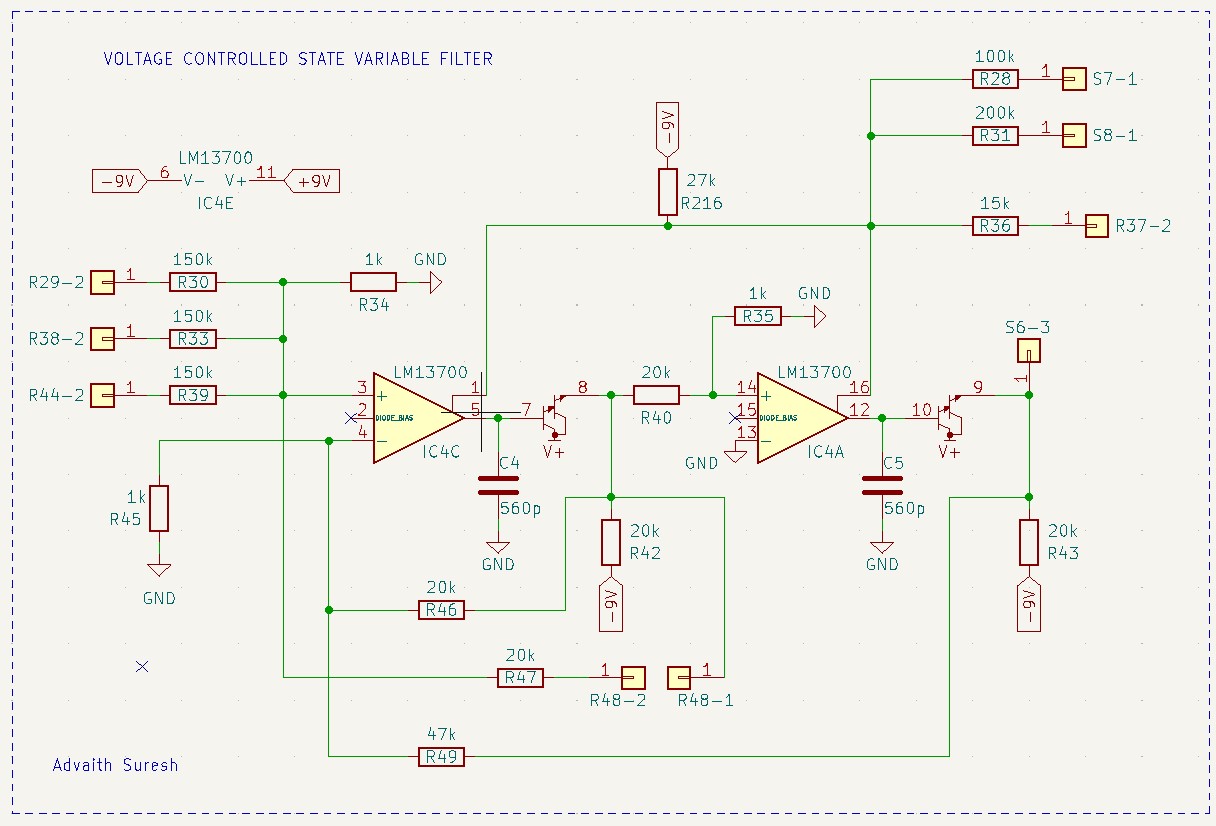 VOLTAGE CONTROLLED STATE VARIABLE FILTER
100k
R28 1 S7-1
200k
R31 1 S8-1
-9V
27k
R216
LM13700
-9V 6 V- V+ 11 +9V
IC4E
15k
R36 1 R37-2
150k
R29-2 1 R30
1k GND
R34
150k
R38-2 1 R33
1k GND
R35
S6-3
1
150k
R44-2 1 R39
LM13700
3 + 1
2 DIODE_BIAS 5
4 -
IC4C
7 8
V+
20k
R40
LM13700
14 + 16
15 DIODE_BIAS 12
13 -
GND
IC4A
10 9
V+
C4
560p
GND
C5
560p
GND
1k
R45
GND
20k
R42
-9V
20k
R43
-9V
20k
R46
20k
R47 1 R48-2
1 R48-1
47k
R49
Advaith Suresh